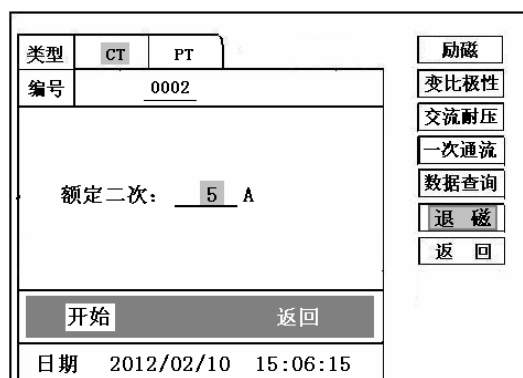 类型 CT PT
编号 0002
额定二次： 5 A
开始 返回
日期 2012/02/10 15:06:15
励磁
变比极性
交流耐压
一次通流
数据查询
退 磁
返 回